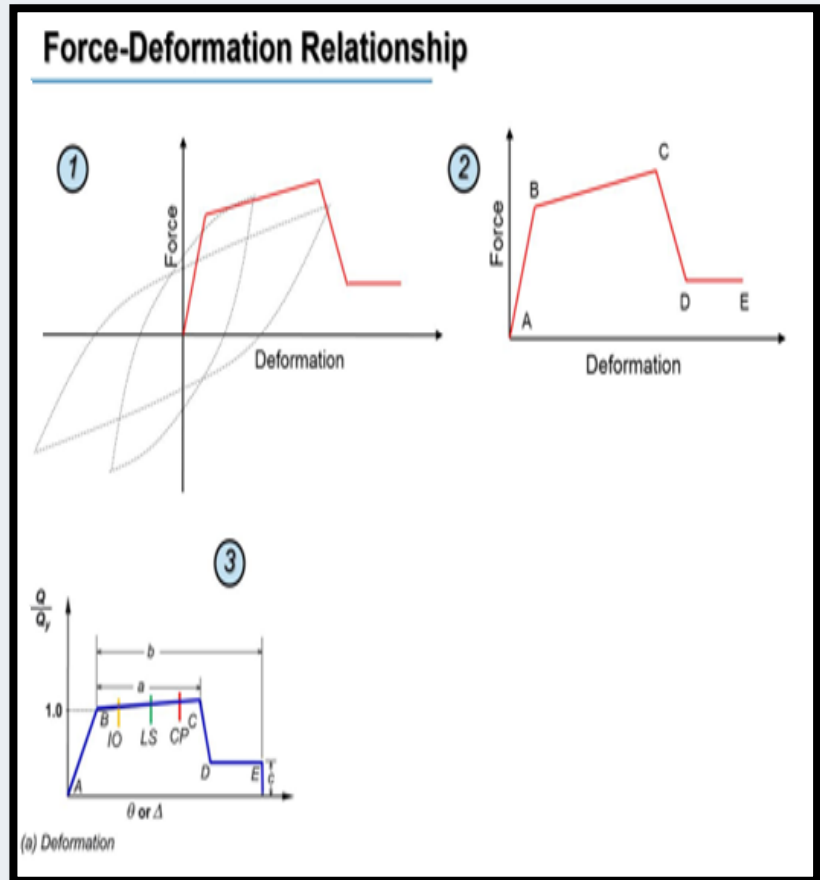 Force-Deformation Relationship
1
Force
Deformation
2
Force
A
B
C
D
E
Deformation
3
Q
Qy
1.0
b
a
A
B
IO
LS
CP
C
D
E
c
θ or Δ
(a) Deformation